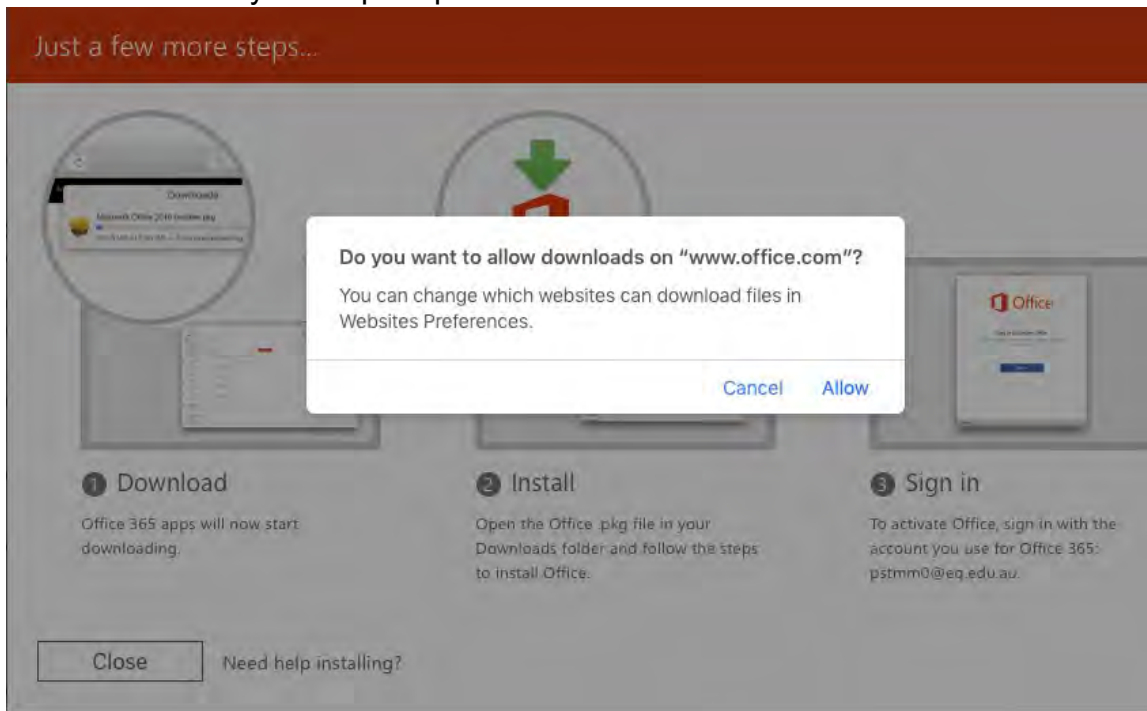 Just a few more steps...
Downloads
Do you want to allow downloads on “www.office.com”?
You can change which websites can download files in
Websites Preferences.
Cancel Allow
Office
1 Download
Office 365 apps will now start
downloading.
2 Install
Open the Office .pkg file in your
Downloads folder and follow the steps
to install Office.
3 Sign in
To activate Office, sign in with the
account you use for Office 365:
pstmm0@eq.edu.au.
Close Need help installing?